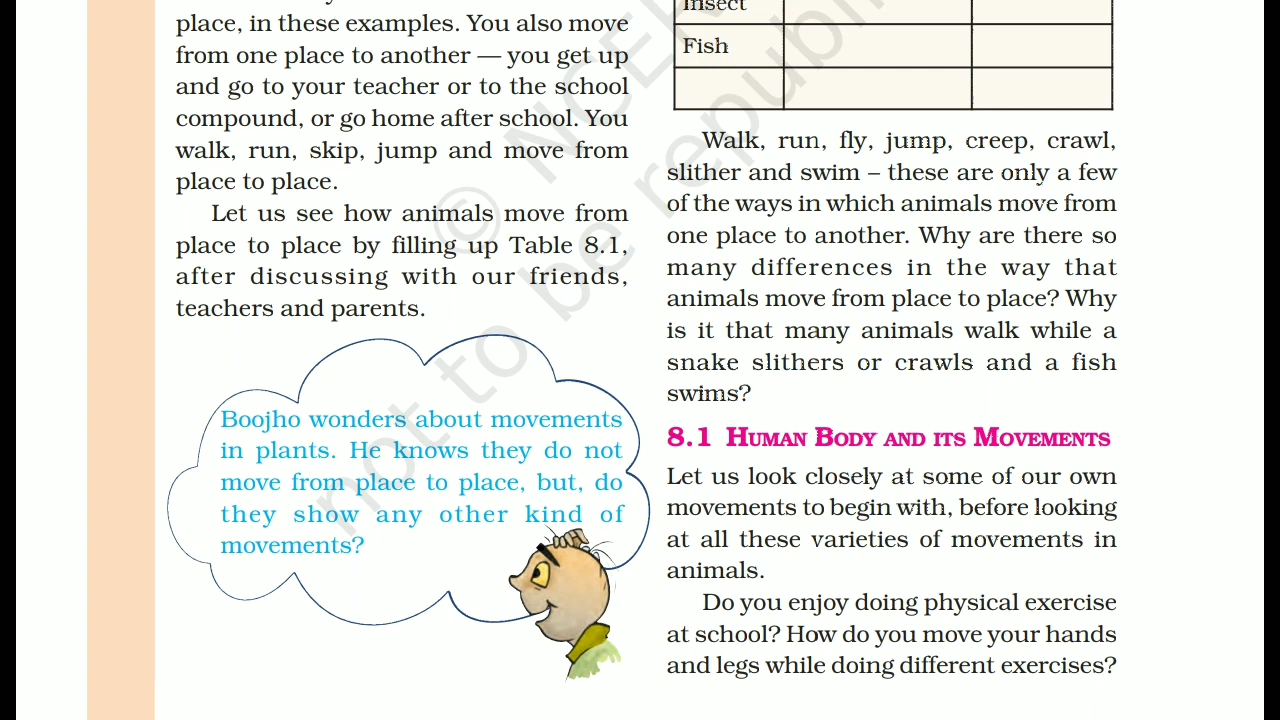 place, in these examples. You also move
from one place to another — you get up
and go to your teacher or to the school
compound, or go home after school. You
walk, run, skip, jump and move from
place to place.
Let us see how animals move from
place to place by filling up Table 8.1,
after discussing with our friends,
teachers and parents.
Boojho wonders about movements
in plants. He knows they do not
move from place to place, but, do
they show any other kind of
movements?
Insect
Fish
Walk, run, fly, jump, creep, crawl,
slither and swim – these are only a few
of the ways in which animals move from
one place to another. Why are there so
many differences in the way that
animals move from place to place? Why
is it that many animals walk while a
snake slithers or crawls and a fish
swims?
8.1 HUMAN BODY AND ITS MOVEMENTS
Let us look closely at some of our own
movements to begin with, before looking
at all these varieties of movements in
animals.
Do you enjoy doing physical exercise
at school? How do you move your hands
and legs while doing different exercises?
© NCER
not to be republi